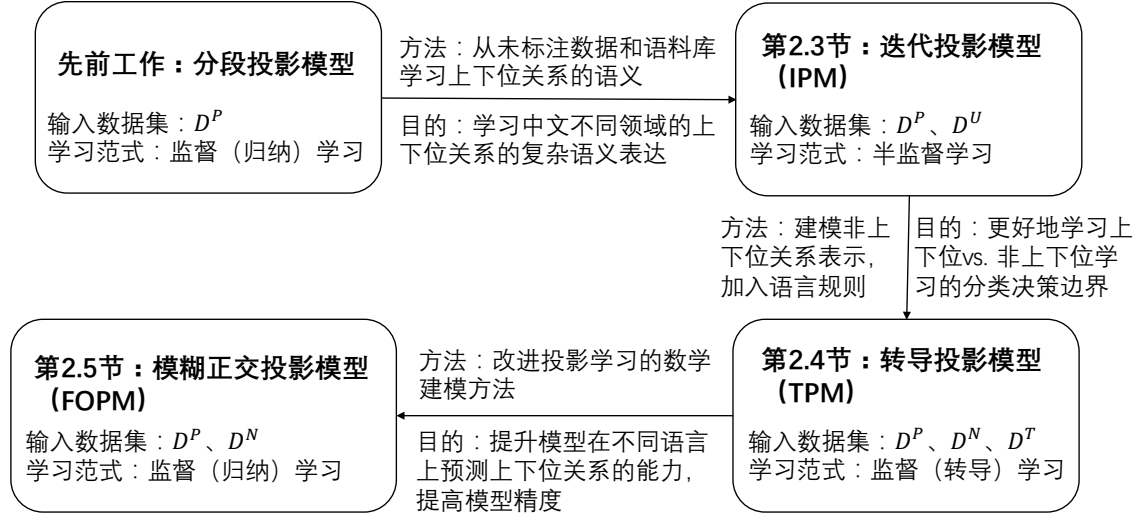 先前工作：分段投影模型
输入数据集：D^P
学习范式：监督（归纳）学习
方法：从未标注数据和语料库
学习上下位关系的语义
目的：学习中文不同领域的上
下位关系的复杂语义表达
第2.3节：迭代投影模型
（IPM）
输入数据集：D^P、D^U
学习范式：半监督学习
方法：建模非上
下位关系表示，
加入语言规则
目的：更好地学习上
下位vs. 非上下位学
习的分类决策边界
第2.4节：转导投影模型
（TPM）
输入数据集：D^P、D^N、D^T
学习范式：监督（转导）学习
方法：改进投影学习的数学
建模方法
目的：提升模型在不同语言
上预测上下位关系的能力，
提高模型精度
第2.5节：模糊正交投影模型
（FOPM）
输入数据集：D^P、D^N
学习范式：监督（归纳）学习